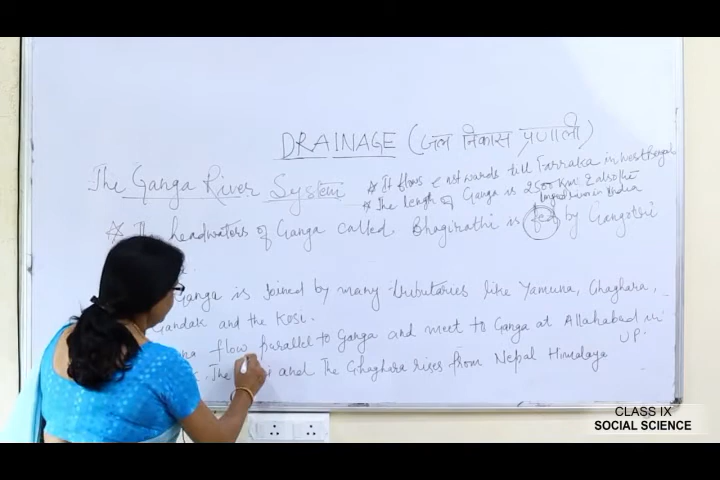 DRAINAGE (जल निकास प्रणाली)
The Ganga River System
* It flows Eastwards till Farraka in West Bengal
* The length of Ganga is 2500 Km. & also the
long river in India
* The headwaters of Ganga called Bhagirathi is fed by Gangotri
Ganga is joined by many tributaries like Yamuna, Ghaghara,
Gandak and the Kosi.
flow parallel to Ganga and meet to Ganga at Allahabad in
U.P.
The and The Ghaghara rises from Nepal Himalaya
CLASS IX
SOCIAL SCIENCE